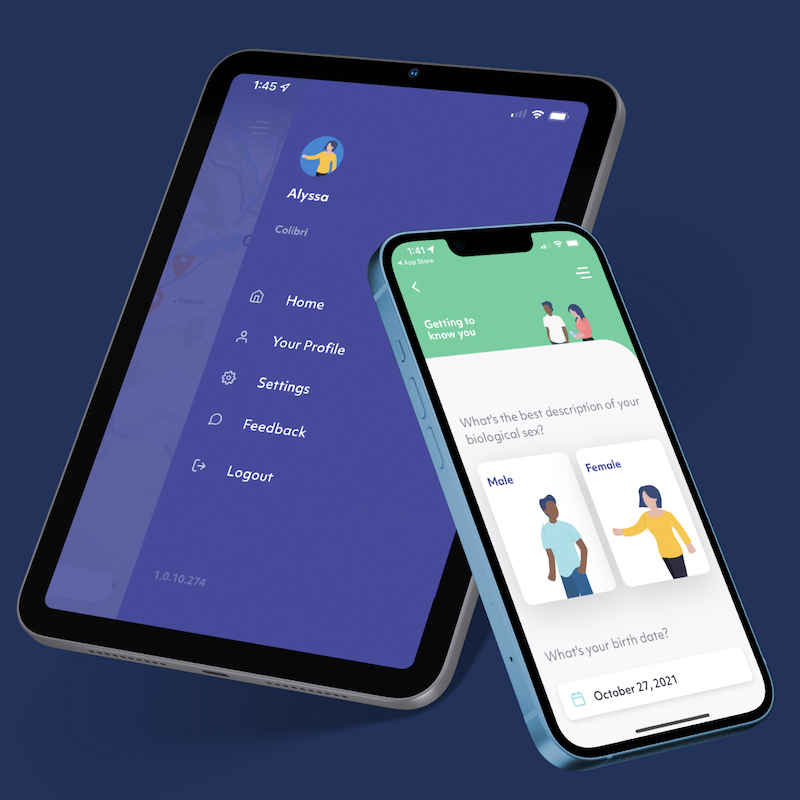 1:45
Alyssa
Colibri
Home
Your Profile
Settings
Feedback
Logout
1.0.10.274
1:41
App Store
Getting to
know you
What's the best description of your
biological sex?
Male
Female
What's your birth date?
October 27, 2021